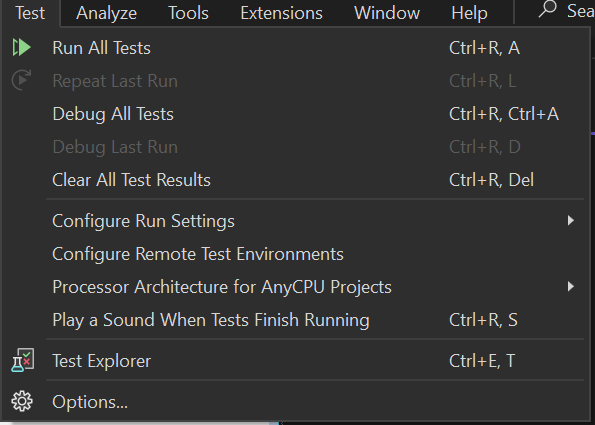 Test Analyze Tools Extensions Window Sea
Run All Tests Ctrl+R, A
Repeat Last Run Ctrl+R, L
Debug All Tests Ctrl+R, Ctrl+A
Debug Last Run Ctrl+R, D
Clear All Test Results Ctrl+R, Del
Configure Run Settings
Configure Remote Test Environments
Processor Architecture for AnyCPU Projects
Play a Sound When Tests Finish Running Ctrl+R, S
Test Explorer Ctrl+E, T
Options...